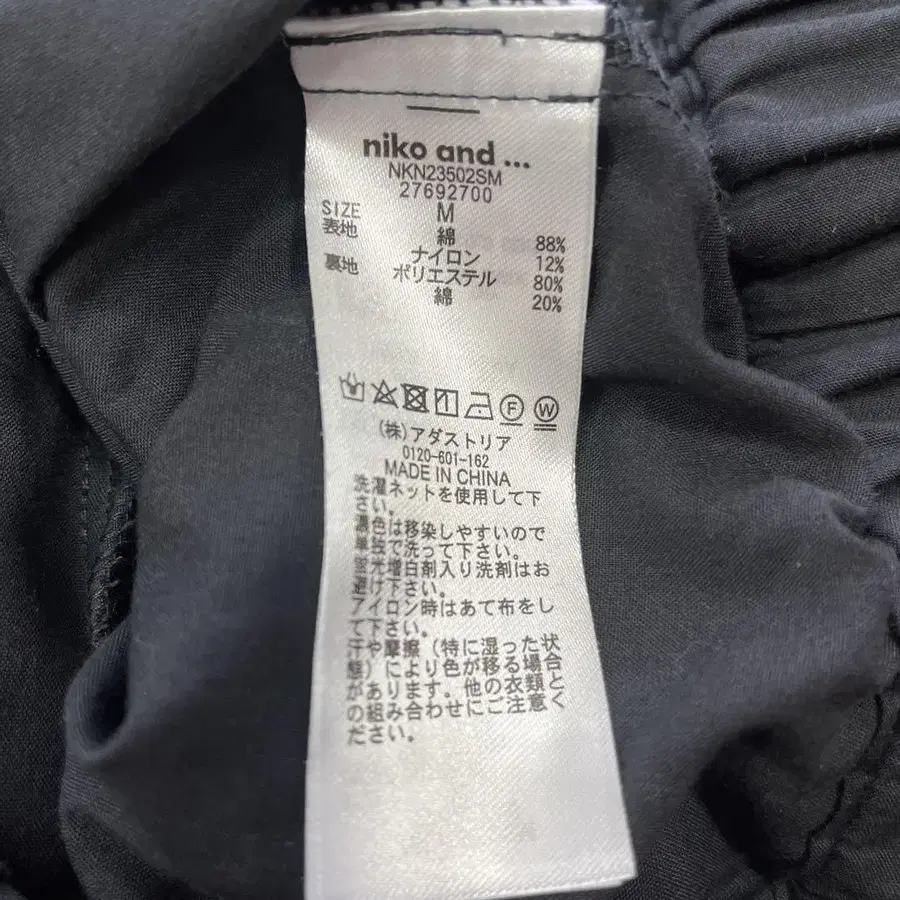 niko and ...
NKN23502SM
27692700
SIZE M
表地 綿 88%
ナイロン 12%
裏地 ポリエステル 80%
綿 20%
F W
(株)アダストリア
0120-601-162
MADE IN CHINA
洗濯ネットを使用して下
さい。
濃色は移染しやすいので
単独で洗って下さい。
蛍光増白剤入り洗剤はお
避け下さい。
アイロン時はあて布をし
て下さい。
汗や摩擦(特に湿った状
態)により色が移る場合
があります。他の衣類と
の組み合わせにご注意く
ださい。